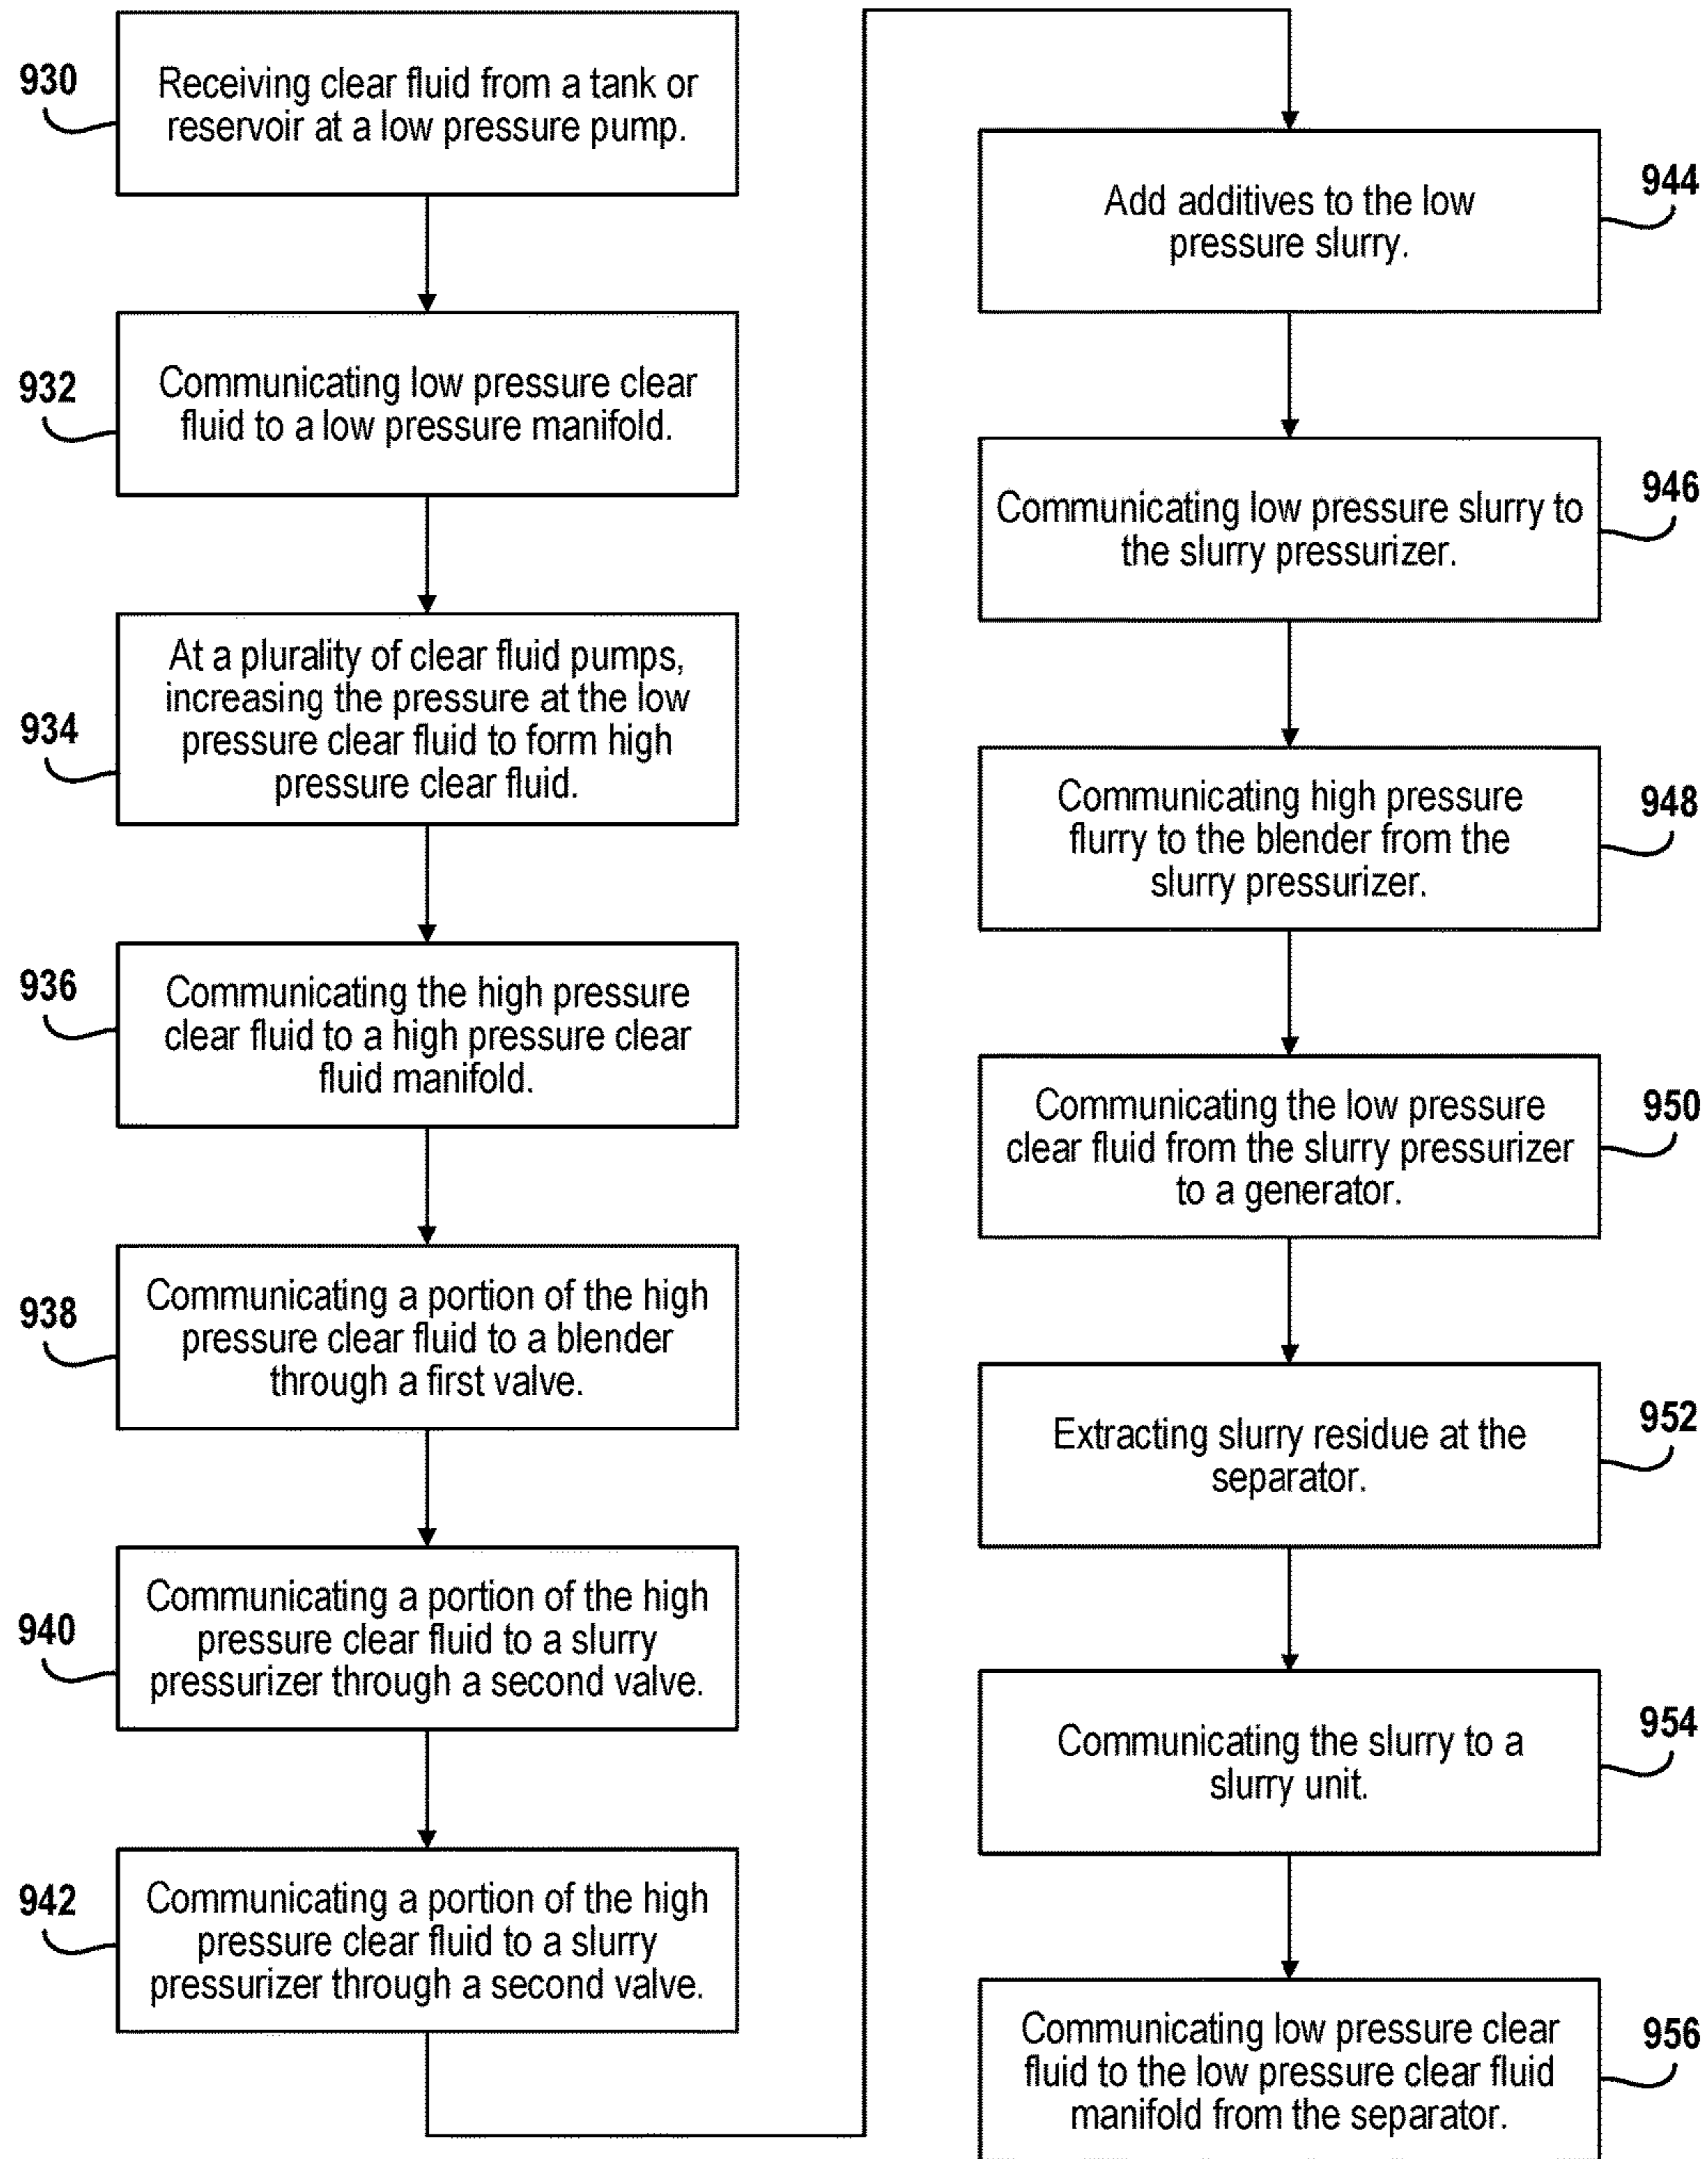 930
Receiving clear fluid from a tank or
reservoir at a low pressure pump.
932
Communicating low pressure clear
fluid to a low pressure manifold.
934
At a plurality of clear fluid pumps,
increasing the pressure at the low
pressure clear fluid to form high
pressure clear fluid.
936
Communicating the high pressure
clear fluid to a high pressure clear
fluid manifold.
938
Communicating a portion of the high
pressure clear fluid to a blender
through a first valve.
940
Communicating a portion of the high
pressure clear fluid to a slurry
pressurizer through a second valve.
942
Communicating a portion of the high
pressure clear fluid to a slurry
pressurizer through a second valve.
944
Add additives to the low
pressure slurry.
946
Communicating low pressure slurry to
the slurry pressurizer.
948
Communicating high pressure
flurry to the blender from the
slurry pressurizer.
950
Communicating the low pressure
clear fluid from the slurry pressurizer
to a generator.
952
Extracting slurry residue at the
separator.
954
Communicating the slurry to a
slurry unit.
956
Communicating low pressure clear
fluid to the low pressure clear fluid
manifold from the separator.